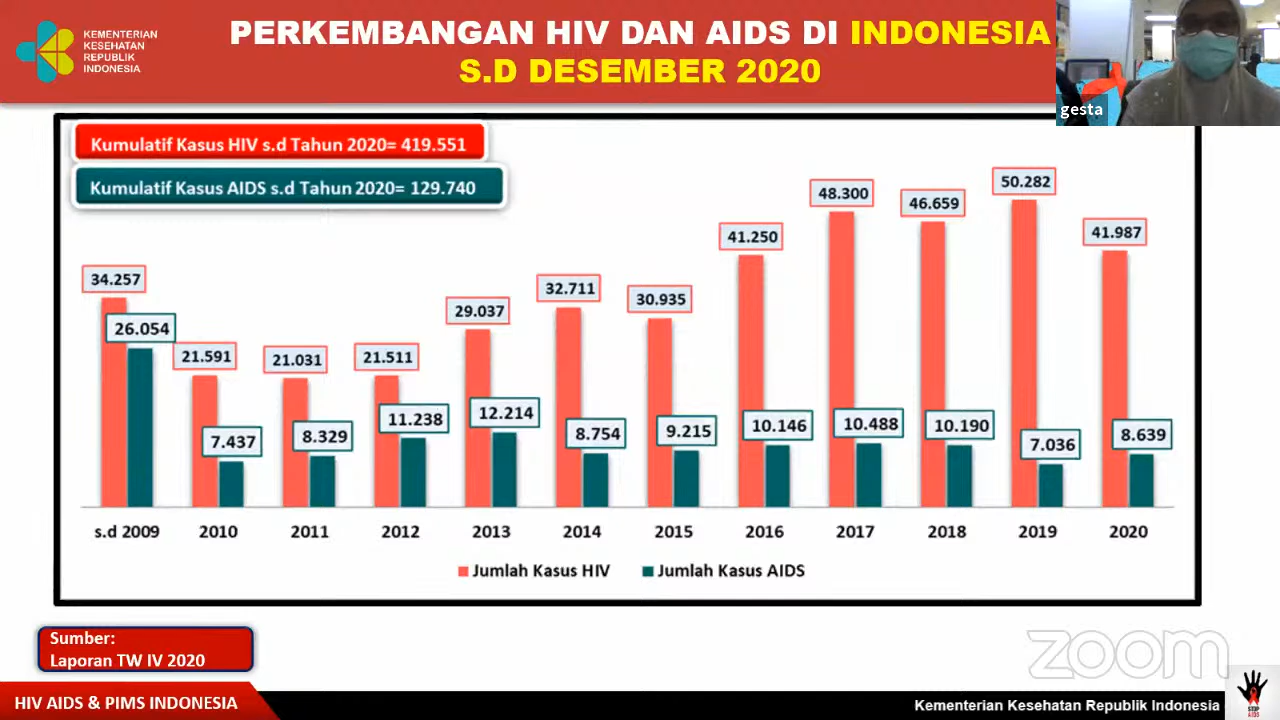 KEMENTERIAN
KESEHATAN
REPUBLIK
INDONESIA
PERKEMBANGAN HIV DAN AIDS DI INDONESIA
S.D DESEMBER 2020
gesta
Kumulatif Kasus HIV s.d Tahun 2020= 419.551
Kumulatif Kasus AIDS s.d Tahun 2020= 129.740
34.257
26.054
21.591
7.437
21.031
8.329
21.511
11.238
29.037
12.214
32.711
8.754
30.935
9.215
41.250
10.146
48.300
10.488
46.659
10.190
50.282
7.036
41.987
8.639
s.d 2009 2010 2011 2012 2013 2014 2015 2016 2017 2018 2019 2020
Jumlah Kasus HIV Jumlah Kasus AIDS
Sumber:
Laporan TW IV 2020
zoom
HIV AIDS & PIMS INDONESIA
Kementerian Kesehatan Republik Indonesia
STOP
AIDS